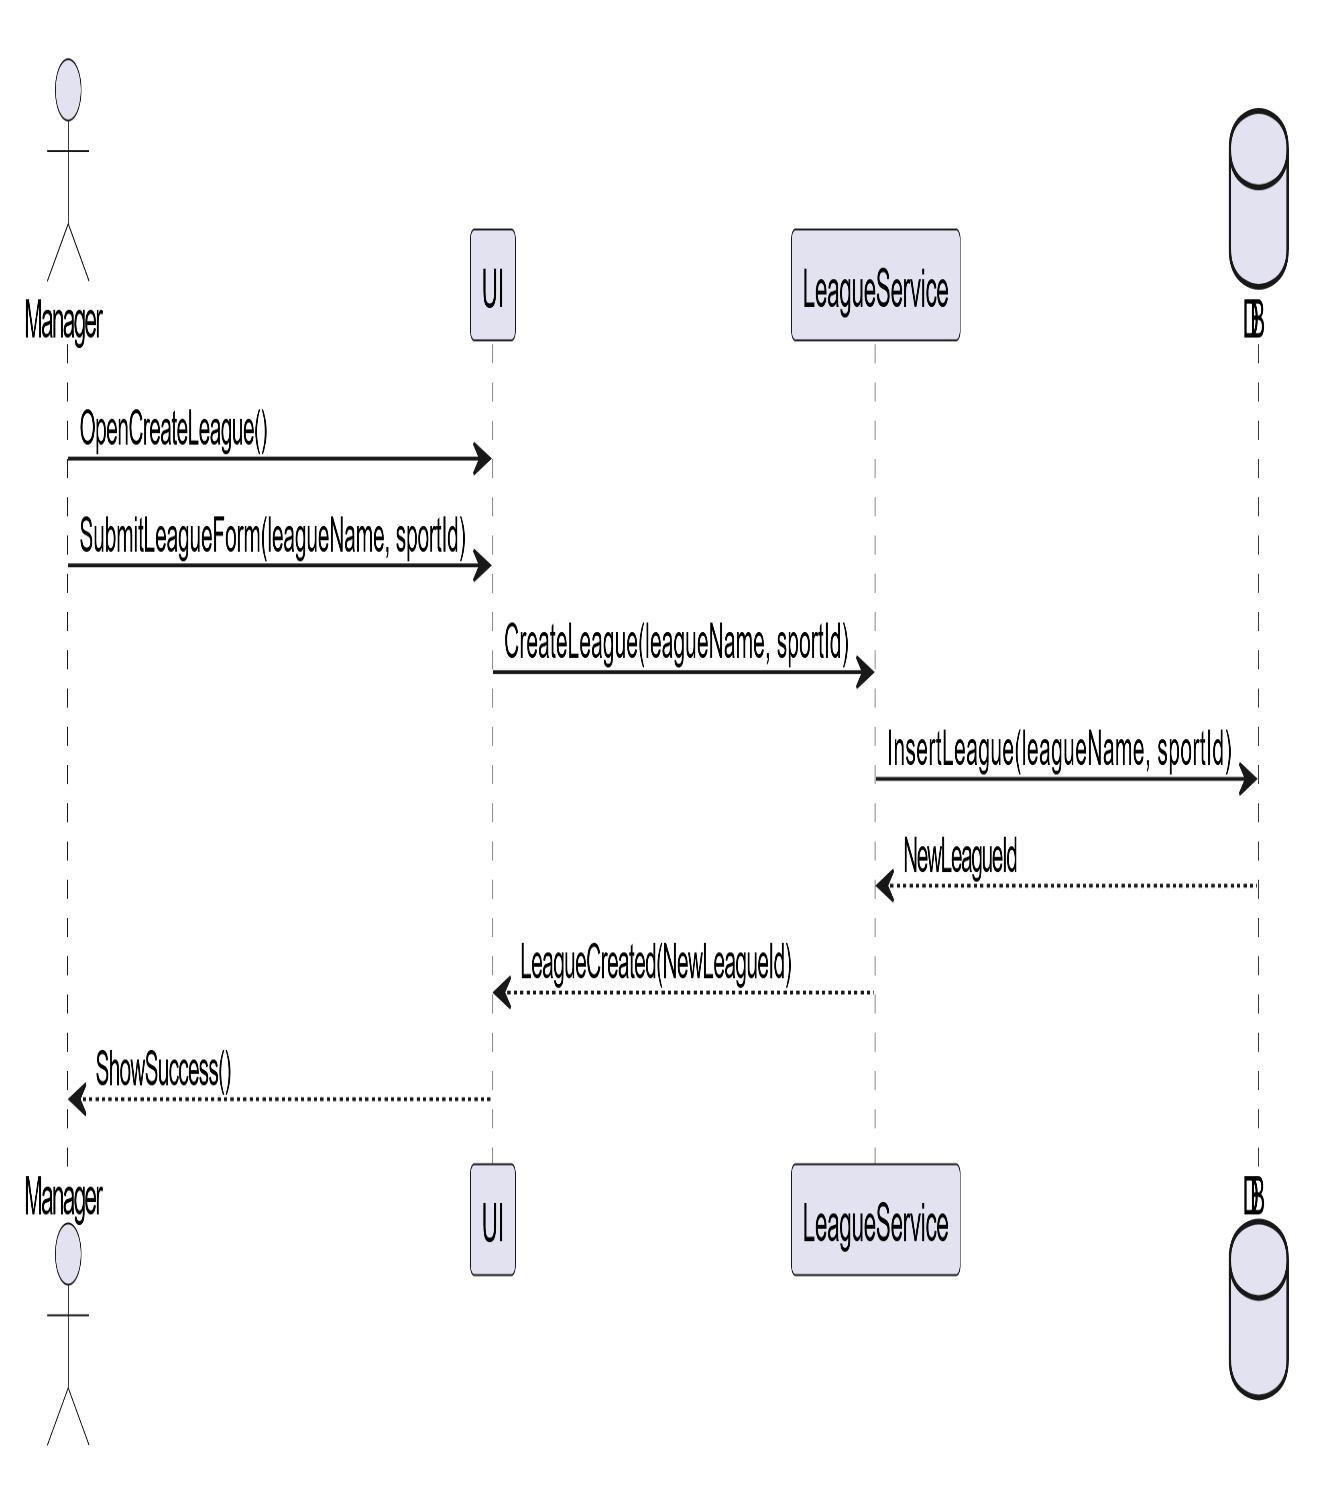 Manager
UI
LeagueService
DB
OpenCreateLeague()
SubmitLeagueForm(leagueName, sportId)
CreateLeague(leagueName, sportId)
InsertLeague(leagueName, sportId)
NewLeagueId
LeagueCreated(NewLeagueId)
ShowSuccess()
Manager
UI
LeagueService
DB